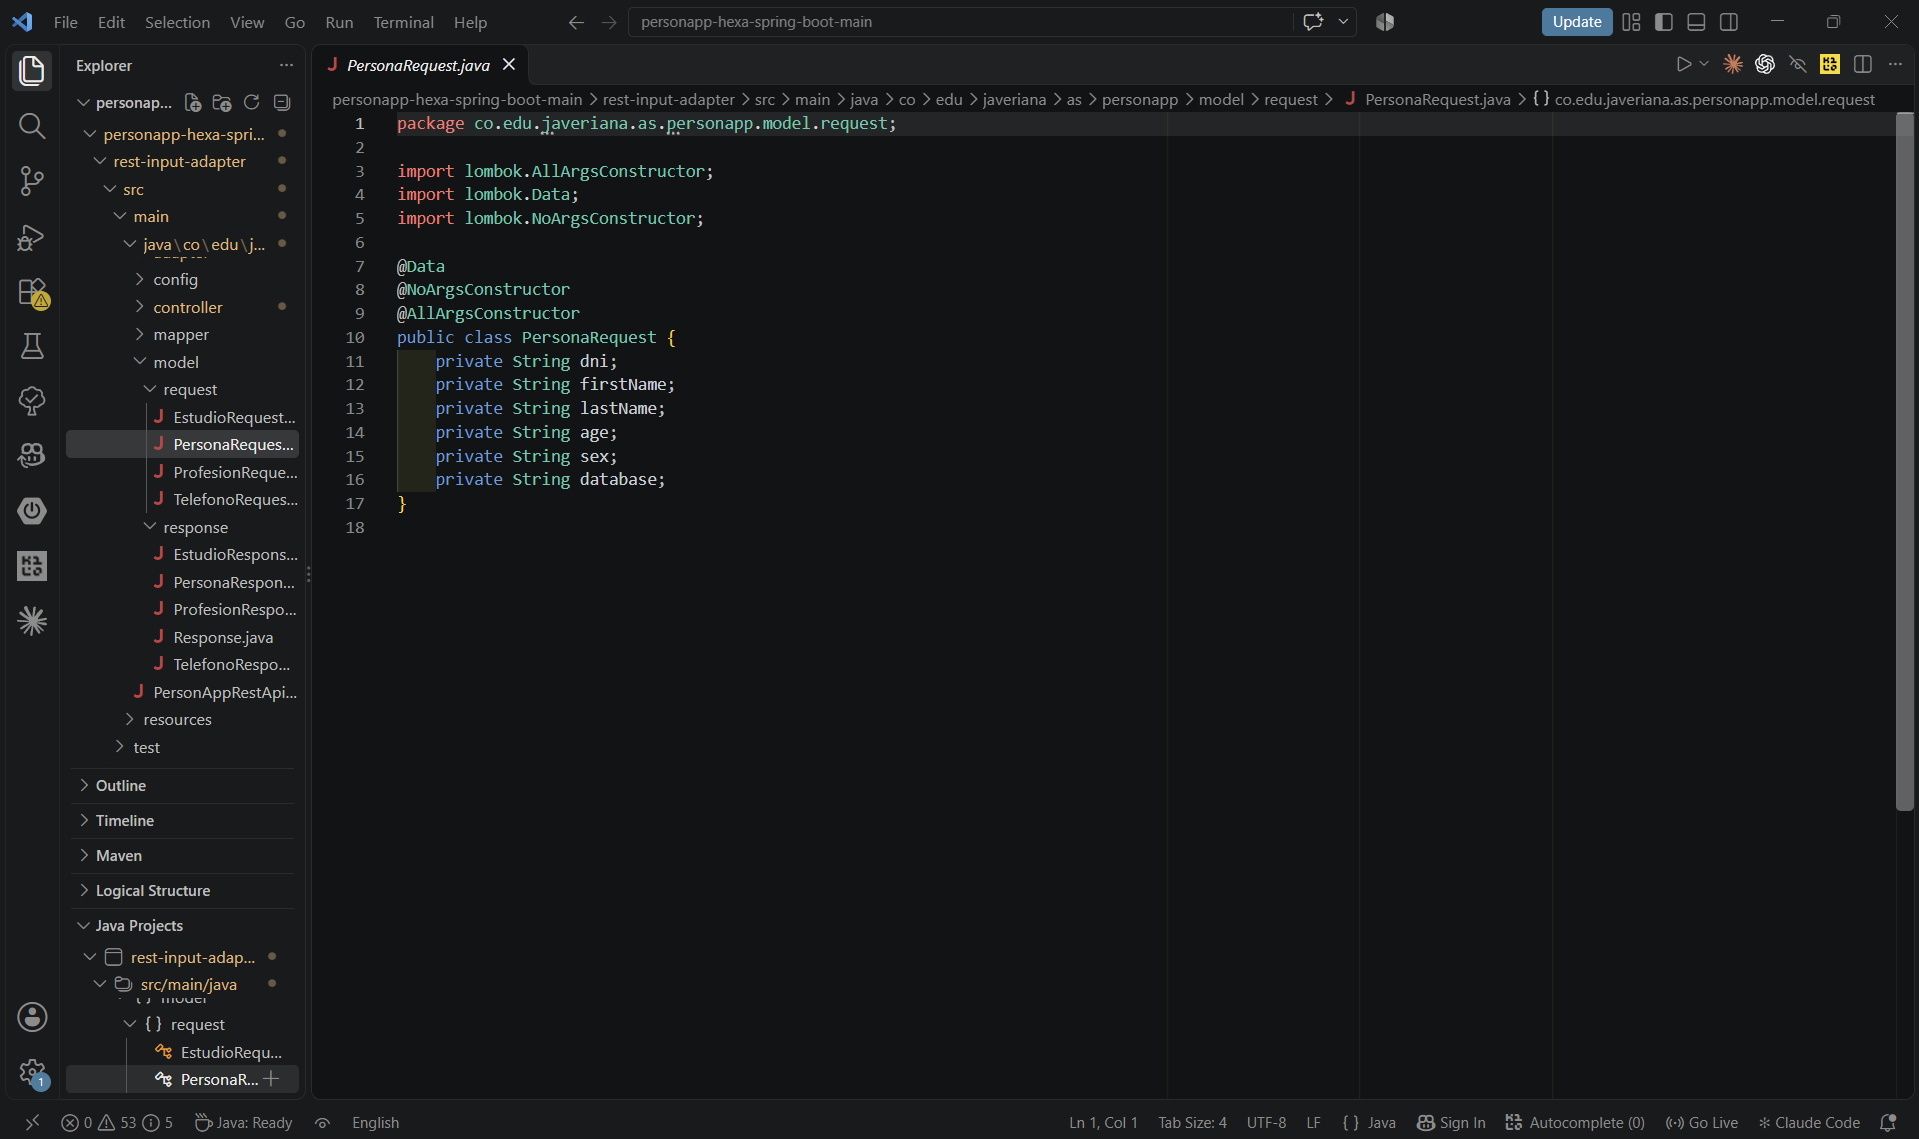 File Edit Selection View Go Run Terminal Help
personapp-hexa-spring-boot-main
Update
Explorer
personap...
personapp-hexa-spri...
rest-input-adapter
src
main
java\co\edu\j...
config
controller
mapper
model
request
EstudioRequest...
PersonaReques...
ProfesionReque...
TelefonoReques...
response
EstudioRespons...
PersonaRespon...
ProfesionRespo...
Response.java
TelefonoRespo...
PersonAppRestApi...
resources
test
Outline
Timeline
Maven
Logical Structure
Java Projects
rest-input-adap...
src/main/java
model
{ } request
EstudioRequ...
PersonaR...
PersonaRequest.java
personapp-hexa-spring-boot-main > rest-input-adapter > src > main > java > co > edu > javeriana > as > personapp > model > request > J PersonaRequest.java > { } co.edu.javeriana.as.personapp.model.request
1 package co.edu.javeriana.as.personapp.model.request;
2
3 import lombok.AllArgsConstructor;
4 import lombok.Data;
5 import lombok.NoArgsConstructor;
6
7 @Data
8 @NoArgsConstructor
9 @AllArgsConstructor
10 public class PersonaRequest {
11 private String dni;
12 private String firstName;
13 private String lastName;
14 private String age;
15 private String sex;
16 private String database;
17 }
18
1
0 53 5 Java: Ready English Ln 1, Col 1 Tab Size: 4 UTF-8 LF { } Java Sign In Autocomplete (0) Go Live Claude Code